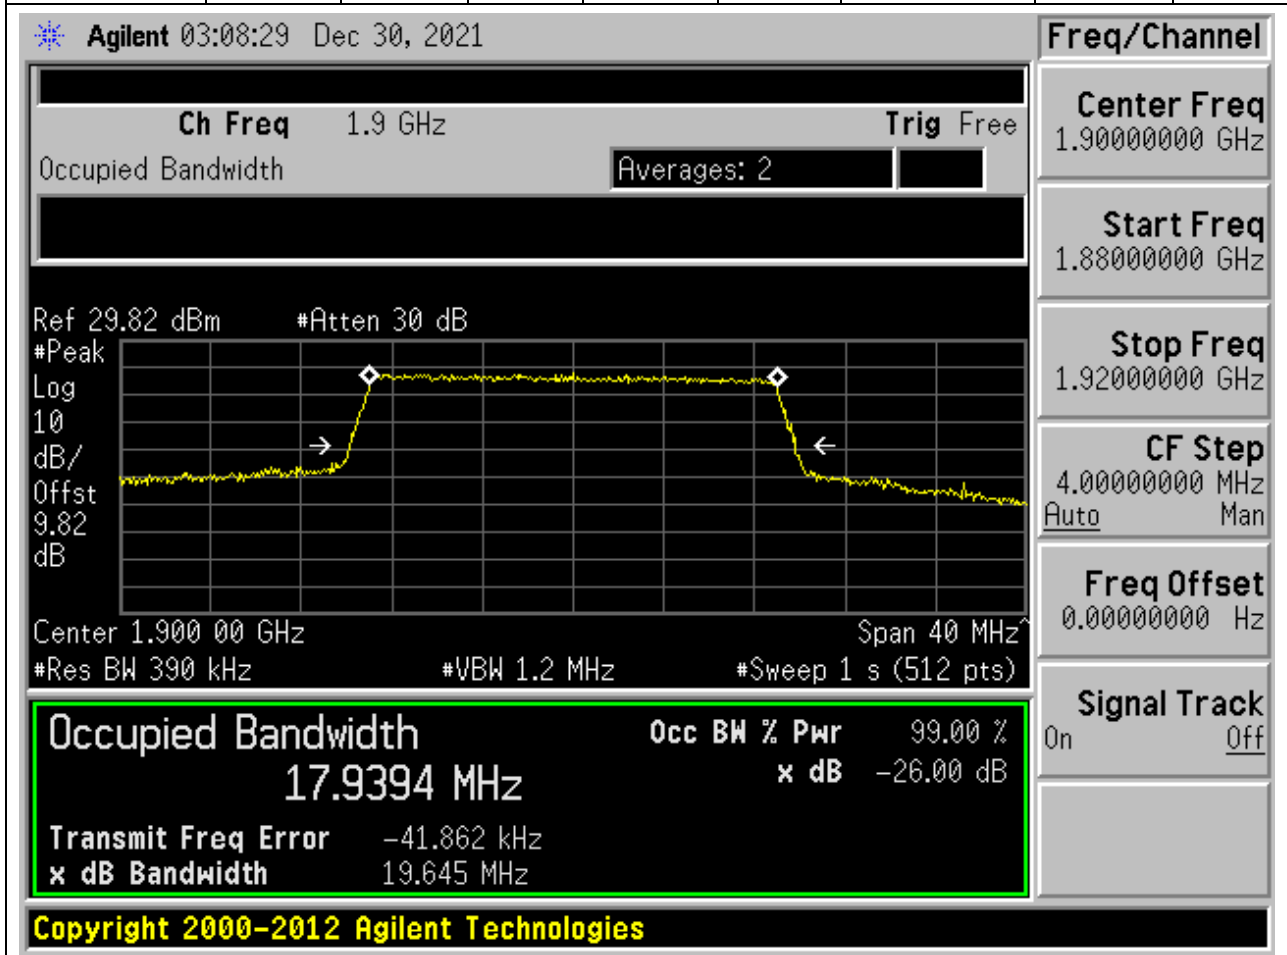 Agilent 03:08:29 Dec 30, 2021
Freq/Channel
Ch Freq 1.9 GHz Trig Free
Occupied Bandwidth Averages: 2
Center Freq
1.90000000 GHz
Start Freq
1.88000000 GHz
Stop Freq
1.92000000 GHz
CF Step
4.00000000 MHz
Auto Man
Freq Offset
0.00000000 Hz
Signal Track
On Off
Ref 29.82 dBm #Atten 30 dB
#Peak
Log
10
dB/
Offst
9.82
dB
Center 1.900 00 GHz Span 40 MHz^
#Res BW 390 kHz #VBW 1.2 MHz #Sweep 1 s (512 pts)
Occupied Bandwidth Occ BW % Pwr 99.00 %
17.9394 MHz x dB -26.00 dB
Transmit Freq Error -41.862 kHz
x dB Bandwidth 19.645 MHz
Copyright 2000-2012 Agilent Technologies